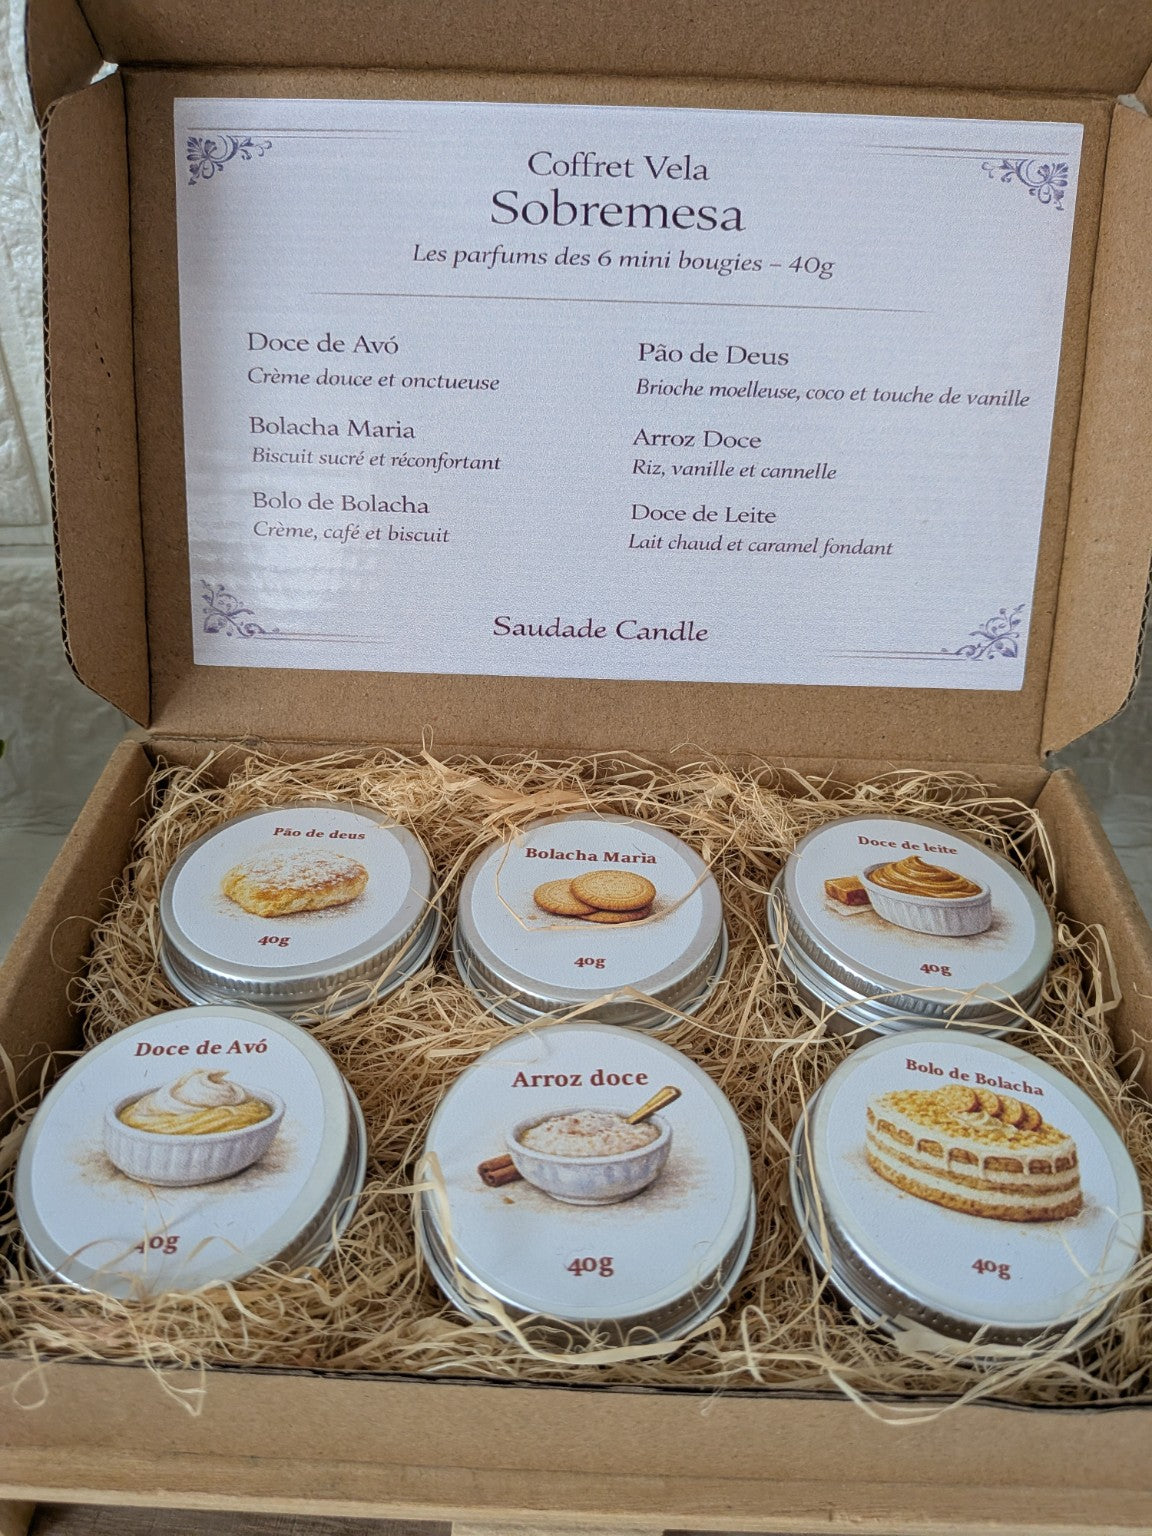 Coffret Vela
Sobremesa
Les parfums des 6 mini bougies – 40g
Doce de Avó
Crème douce et onctueuse
Bolacha Maria
Biscuit sucré et réconfortant
Bolo de Bolacha
Crème, café et biscuit
Pão de Deus
Brioche moelleuse, coco et touche de vanille
Arroz Doce
Riz, vanille et cannelle
Doce de Leite
Lait chaud et caramel fondant
Saudade Candle
Pão de deus
40g
Bolacha Maria
40g
Doce de leite
40g
Doce de Avó
40g
Arroz doce
40g
Bolo de Bolacha
40g